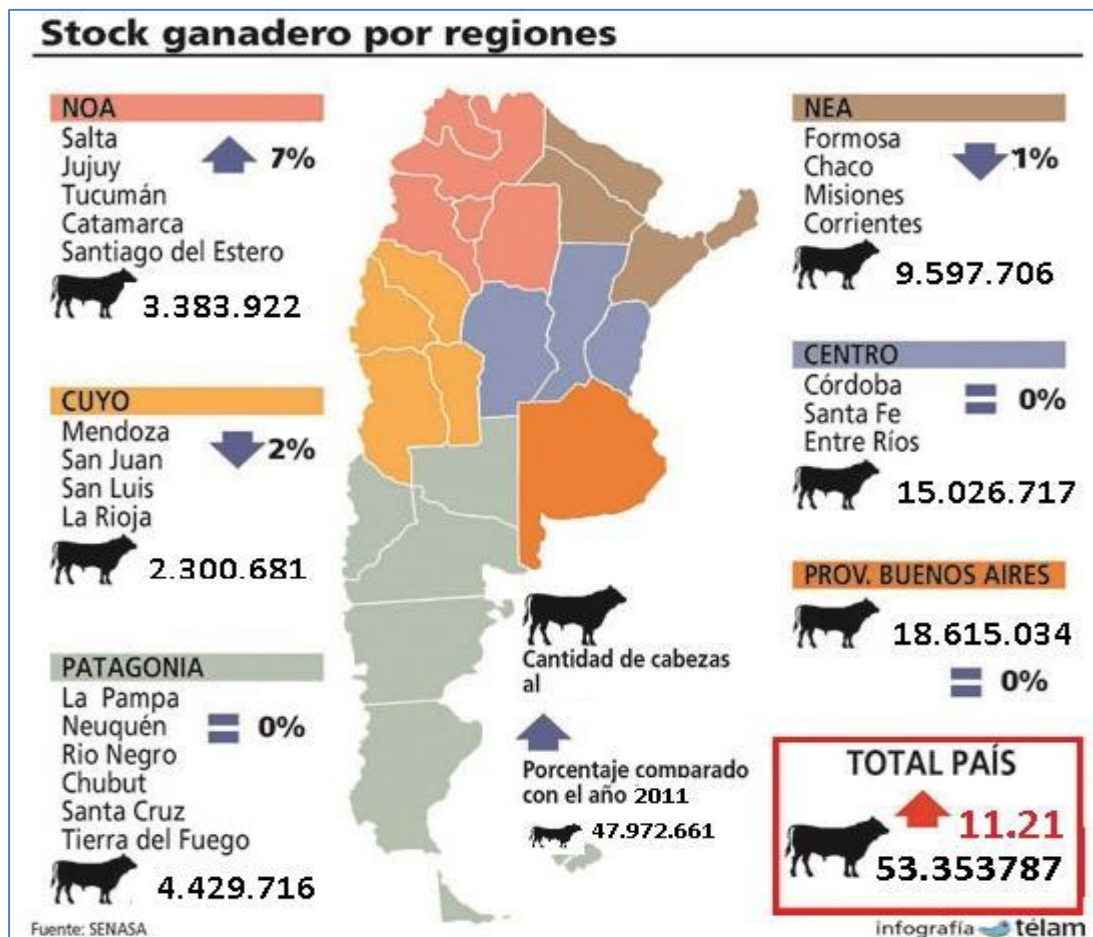 Stock ganadero por regiones
NOA
Salta
Jujuy
Tucumán
Catamarca
Santiago del Estero
7%
3.383.922
CUYO
Mendoza
San Juan
San Luis
La Rioja
2%
2.300.681
PATAGONIA
La Pampa
Neuquén
Rio Negro
Chubut
Santa Cruz
Tierra del Fuego
0%
4.429.716
Cantidad de cabezas
al
Porcentaje comparado
con el año 2011
47.972.661
NEA
Formosa
Chaco
Misiones
Corrientes
1%
9.597.706
CENTRO
Córdoba
Santa Fe
Entre Ríos
0%
15.026.717
PROV. BUENOS AIRES
18.615.034
0%
TOTAL PAÍS
11.21
53.353787
Fuente: SENASA
infografía télam